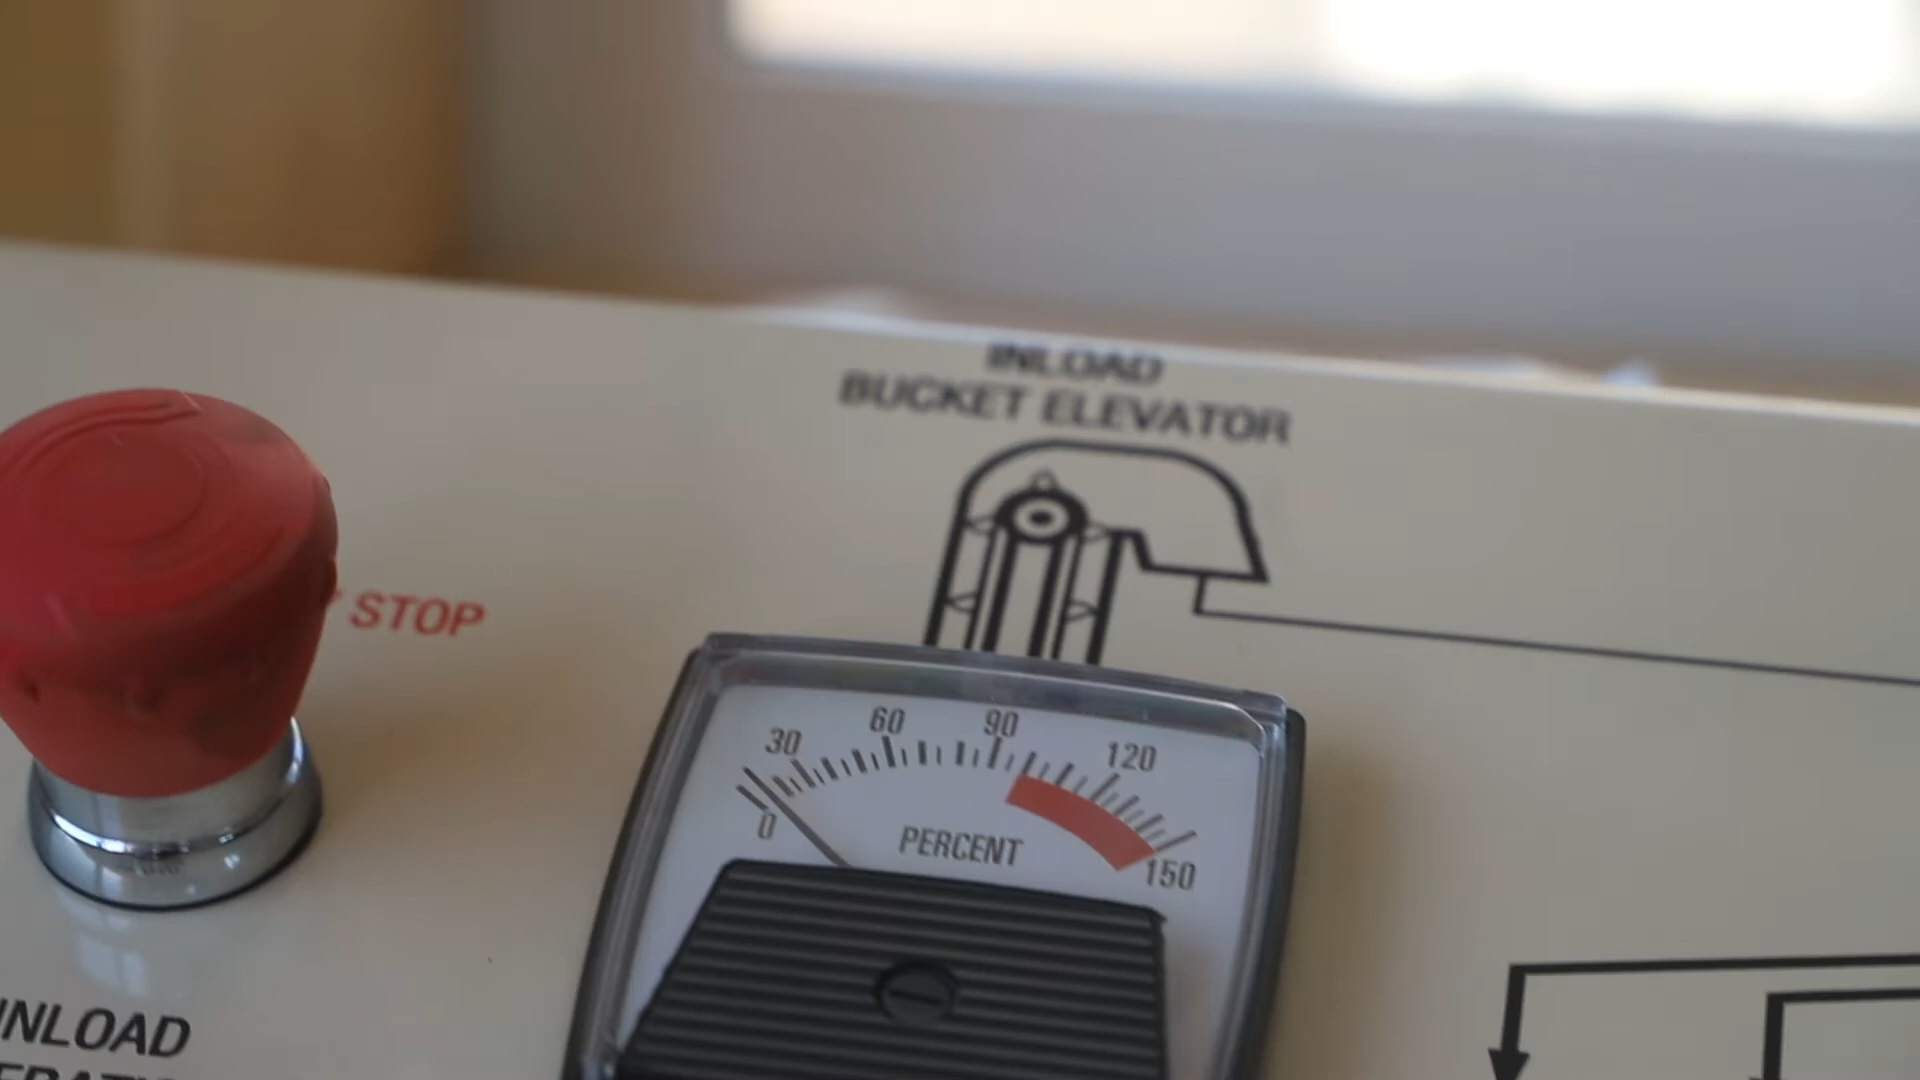 INLOAD
BUCKET ELEVATOR
STOP
0 30 60 90 120 150
PERCENT
INLOAD